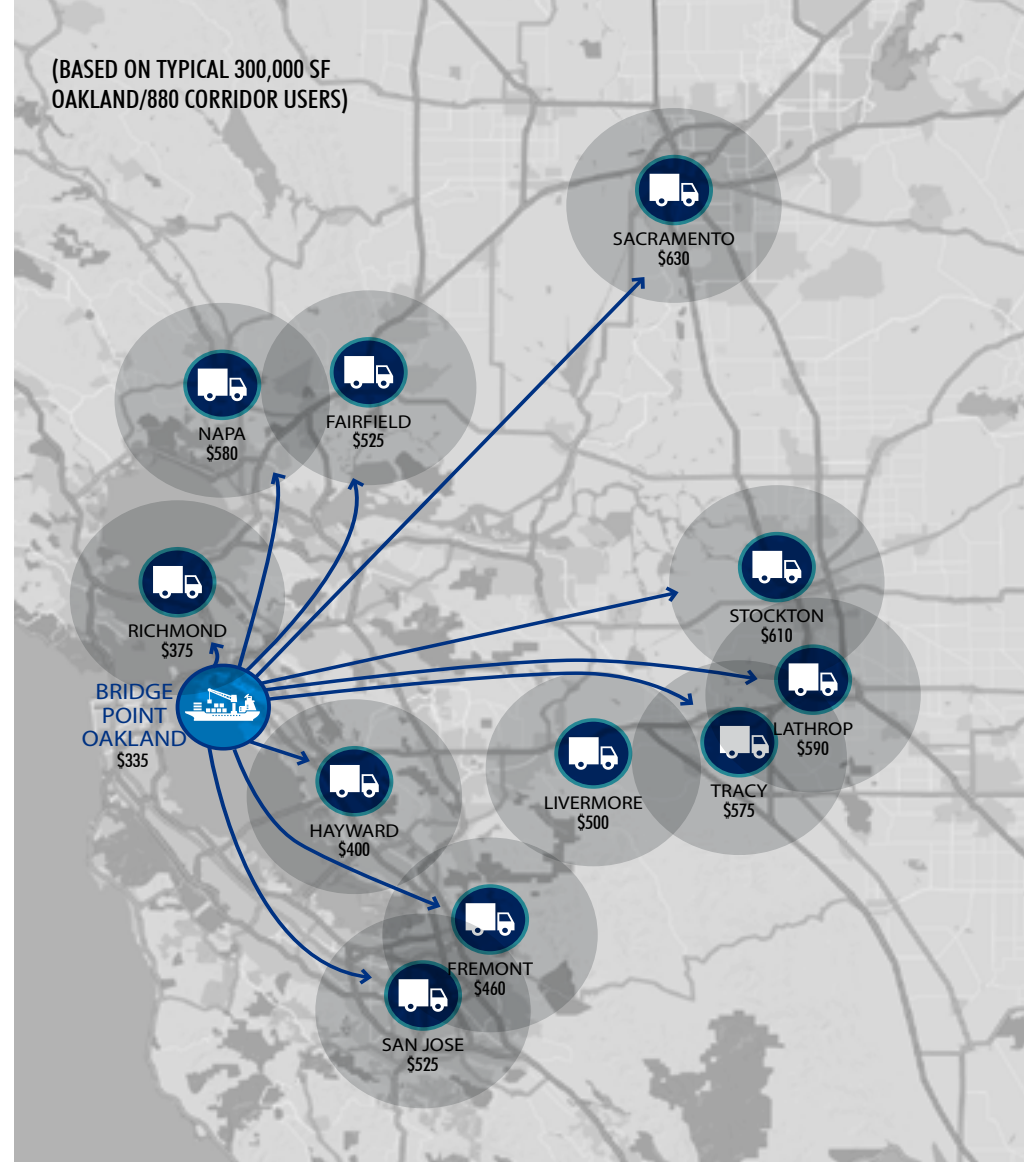 (BASED ON TYPICAL 300,000 SF
OAKLAND/880 CORRIDOR USERS)
SACRAMENTO
$630
FAIRFIELD
$525
NAPA
$580
STOCKTON
$610
RICHMOND
$375
BRIDGE
POINT
OAKLAND
$335
LATHROP
$590
TRACY
$575
LIVERMORE
$500
HAYWARD
$400
FREMONT
$460
SAN JOSE
$525